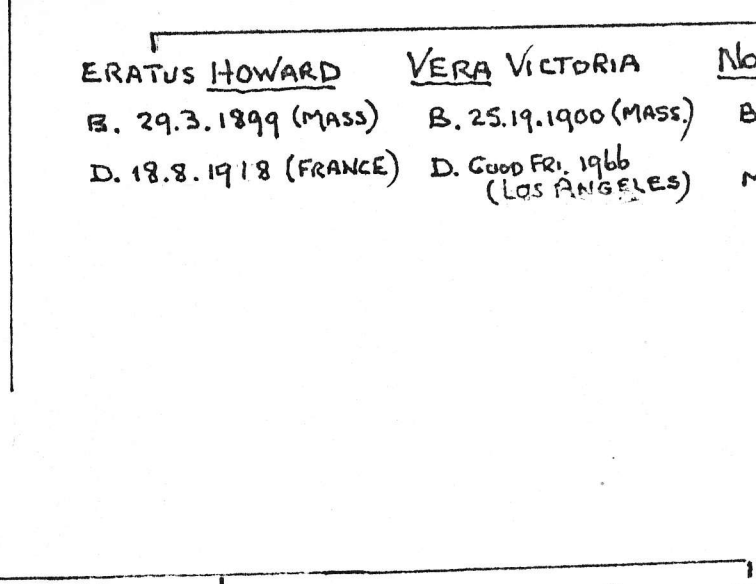 ERATUS HOWARD
B. 29.3.1899 (MASS)
D. 18.8.1918 (FRANCE)
VERA VICTORIA
B. 25.19.1900 (MASS.)
D. GOOD FRI. 1966
(LOS ANGELES)
No
B